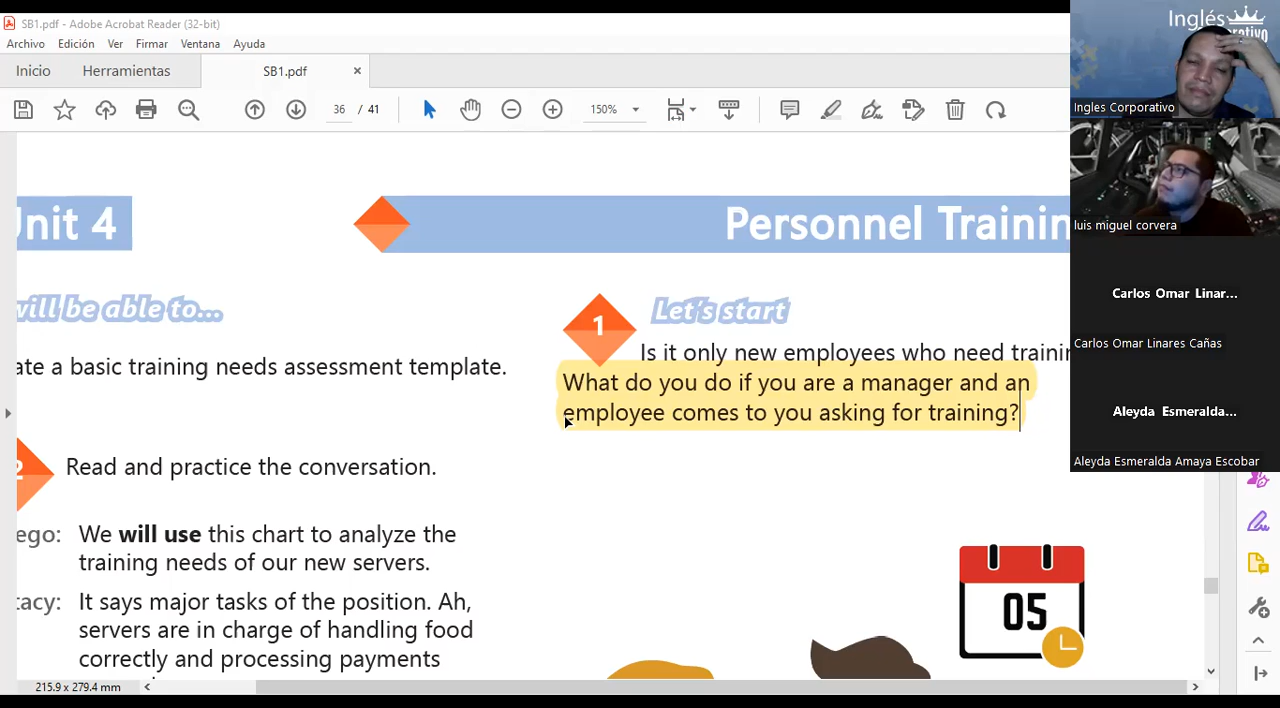 SB1.pdf - Adobe Acrobat Reader (32-bit)
Archivo Edición Ver Firmar Ventana Ayuda
Inicio Herramientas SB1.pdf ×
36 / 41 150%
Unit 4 Personnel Trainin
will be able to...
ate a basic training needs assessment template.
2 Read and practice the conversation.
ego: We will use this chart to analyze the
training needs of our new servers.
tacy: It says major tasks of the position. Ah,
servers are in charge of handling food
correctly and processing payments
1 Let's start
Is it only new employees who need trainin
What do you do if you are a manager and an
employee comes to you asking for training?
05
215.9 x 279.4 mm
Inglés
Ingles Corporativo
luis miguel corvera
Carlos Omar Linar...
Carlos Omar Linares Cañas
Aleyda Esmeralda...
Aleyda Esmeralda Amaya Escobar